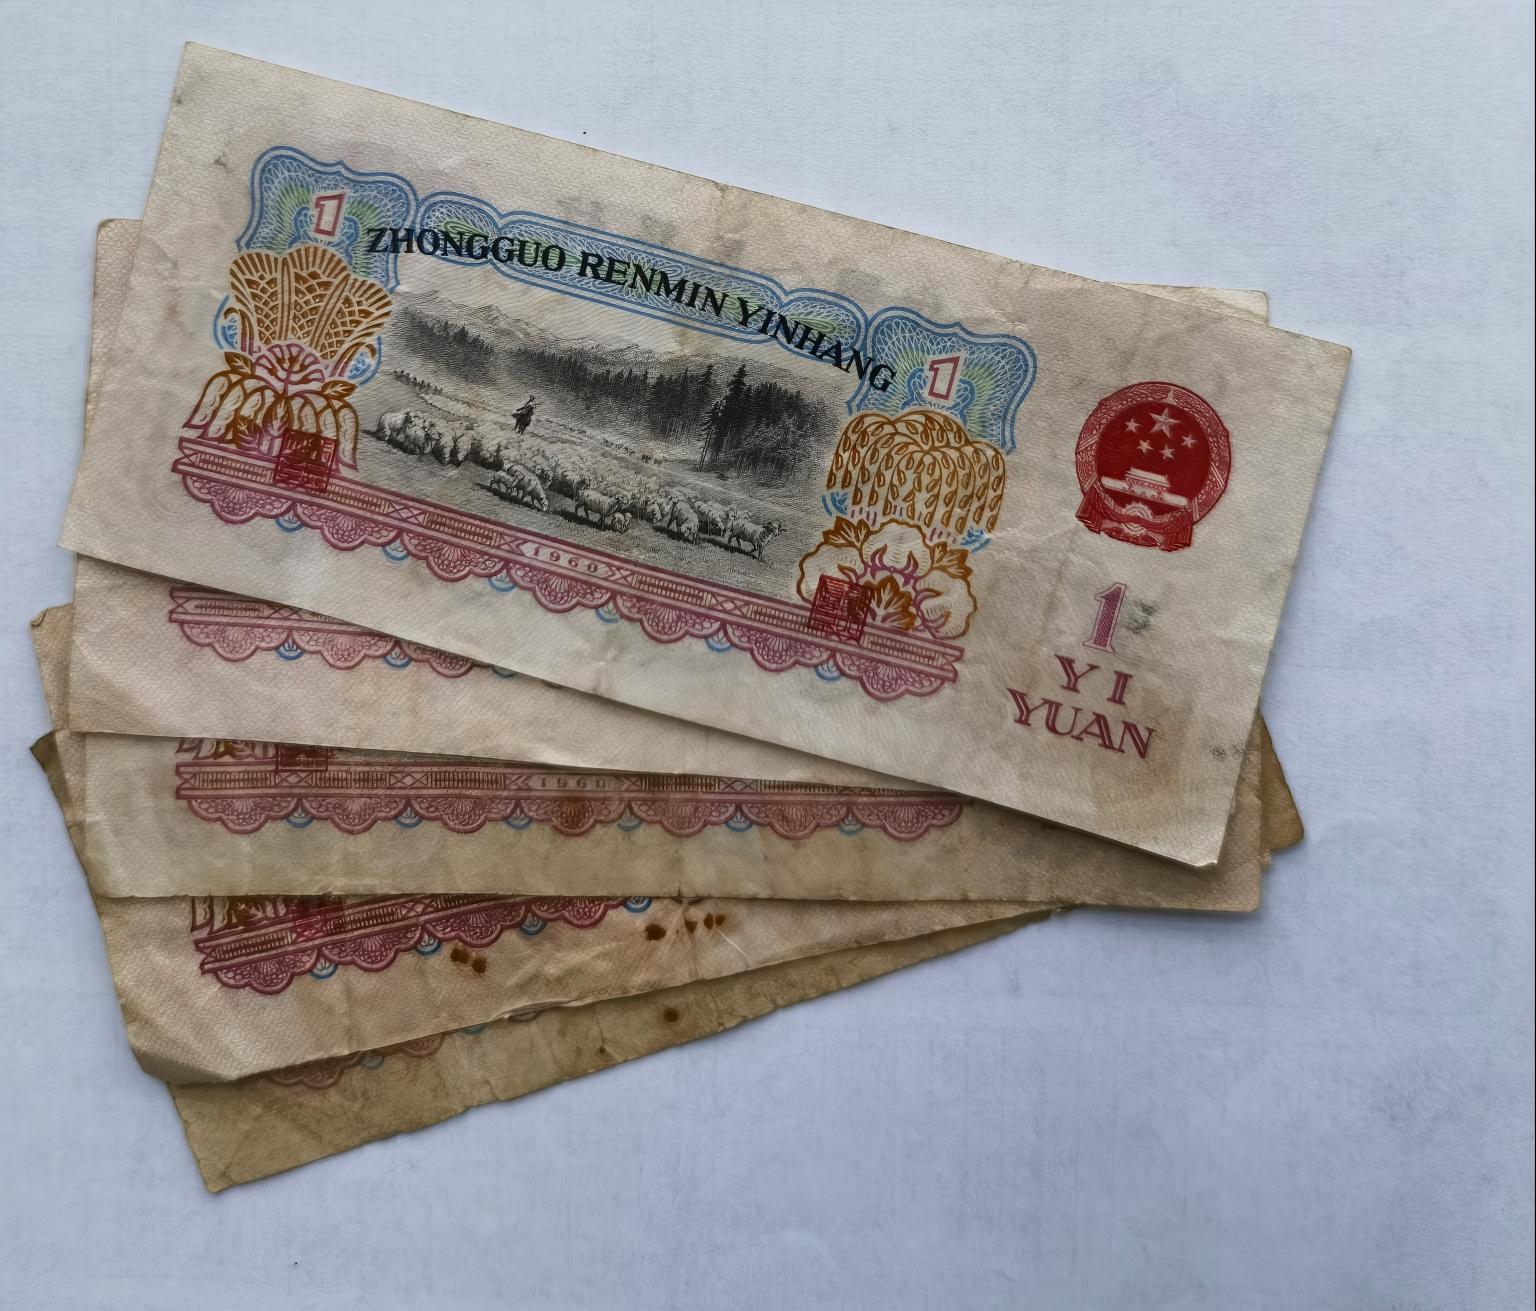 1
ZHONGGUO RENMIN YINHANG
1
1960
1
YI
YUAN
1960